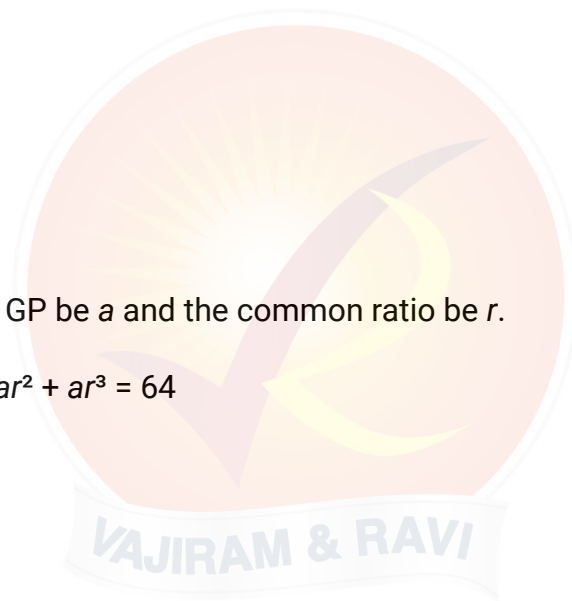 GP be a and the common ratio be r.
ar² + ar³ = 64
VAJIRAM & RAVI